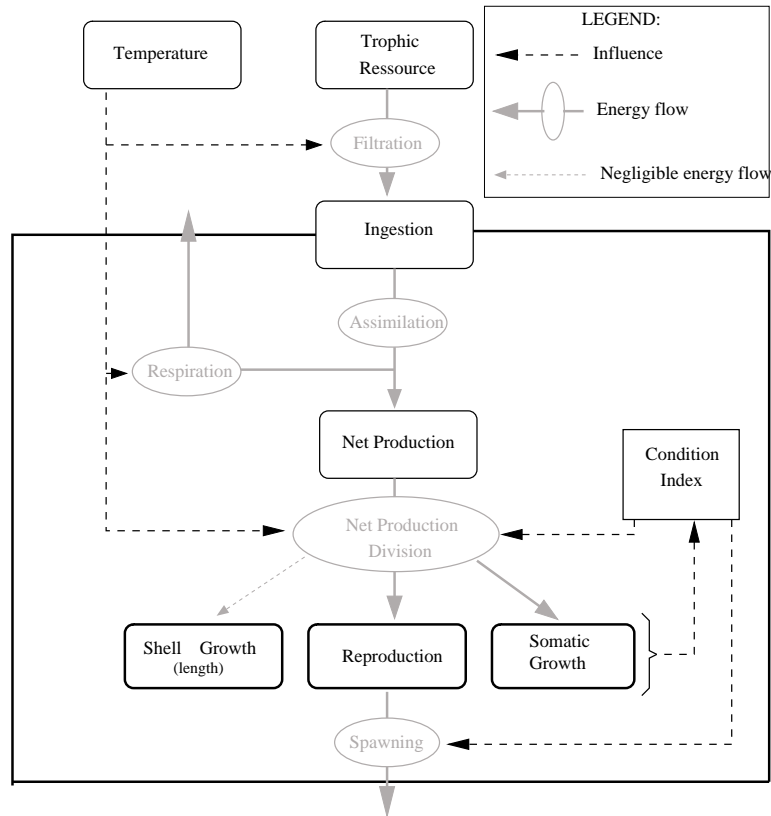 LEGEND:
Influence
Energy flow
Negligible energy flow
Temperature
Trophic
Ressource
Filtration
Ingestion
Assimilation
Respiration
Net Production
Condition
Index
Net Production
Division
Shell Growth
(length)
Reproduction
Somatic
Growth
Spawning